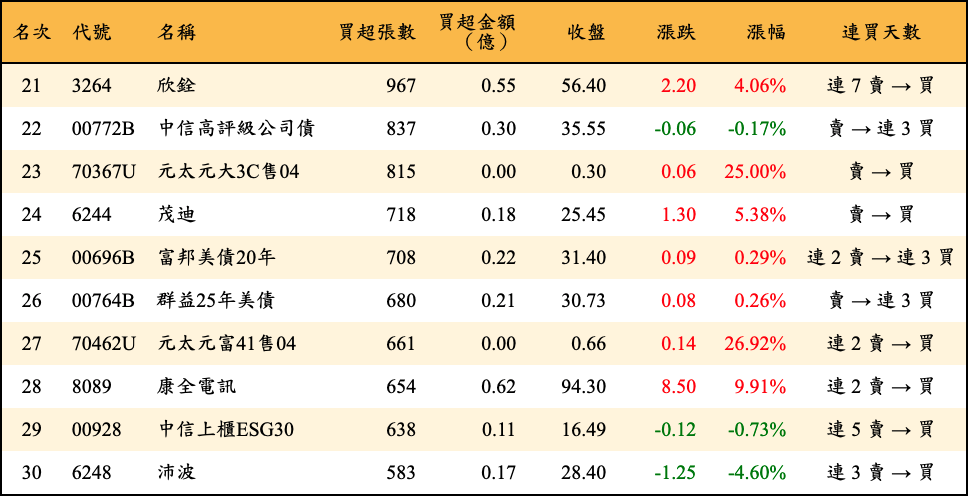 名次 代號 名稱 買超張數 買超金額（億） 收盤 漲跌 漲幅 連買天數
21 3264 欣銓 967 0.55 56.40 2.20 4.06% 連 7 賣 → 買
22 00772B 中信高評級公司債 837 0.30 35.55 -0.06 -0.17% 賣 → 連 3 買
23 70367U 元太元大3C售04 815 0.00 0.30 0.06 25.00% 賣 → 買
24 6244 茂迪 718 0.18 25.45 1.30 5.38% 賣 → 買
25 00696B 富邦美債20年 708 0.22 31.40 0.09 0.29% 連 2 賣 → 連 3 買
26 00764B 群益25年美債 680 0.21 30.73 0.08 0.26% 賣 → 連 3 買
27 70462U 元太元富41售04 661 0.00 0.66 0.14 26.92% 連 2 賣 → 買
28 8089 康全電訊 654 0.62 94.30 8.50 9.91% 連 2 賣 → 買
29 00928 中信上櫃ESG30 638 0.11 16.49 -0.12 -0.73% 連 5 賣 → 買
30 6248 沛波 583 0.17 28.40 -1.25 -4.60% 連 3 賣 → 買